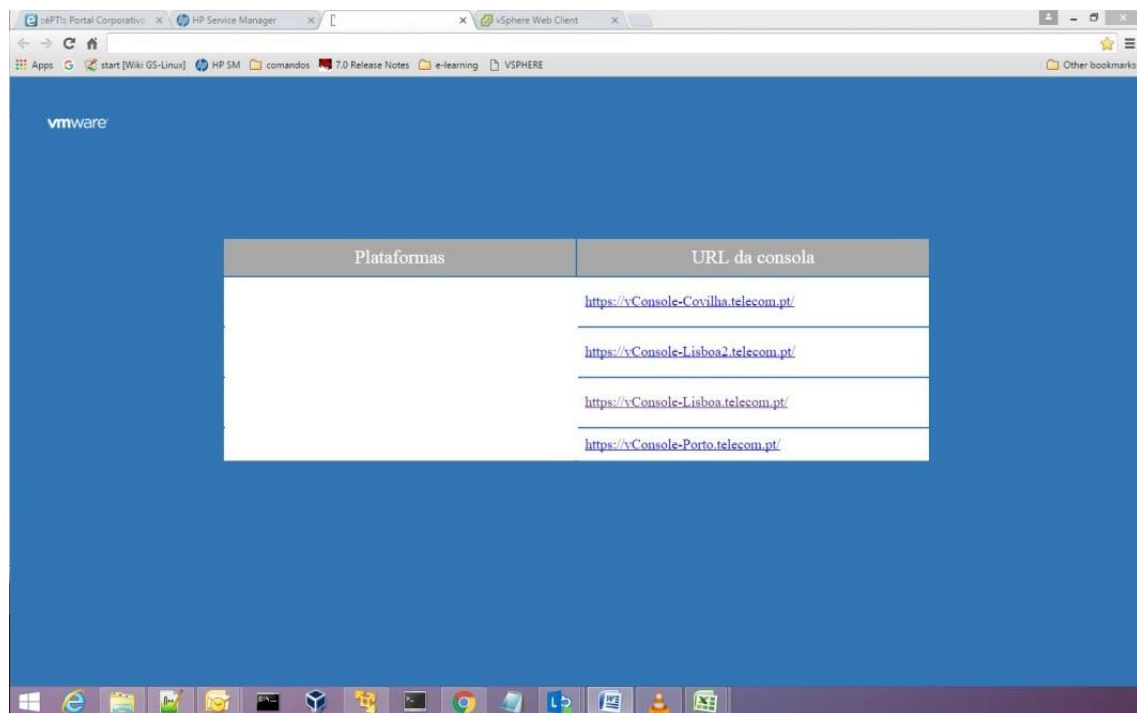 :ePTI: Portal Corporativo
HP Service Manager
vSphere Web Client
Apps
start [Wiki GS-Linux]
HP SM
comandos
7.0 Release Notes
e-learning
VSPHERE
Other bookmarks
vmware
Plataformas
URL da consola
https://vConsole-Covilha.telecom.pt/
https://vConsole-Lisboa2.telecom.pt/
https://vConsole-Lisboa.telecom.pt/
https://vConsole-Porto.telecom.pt/